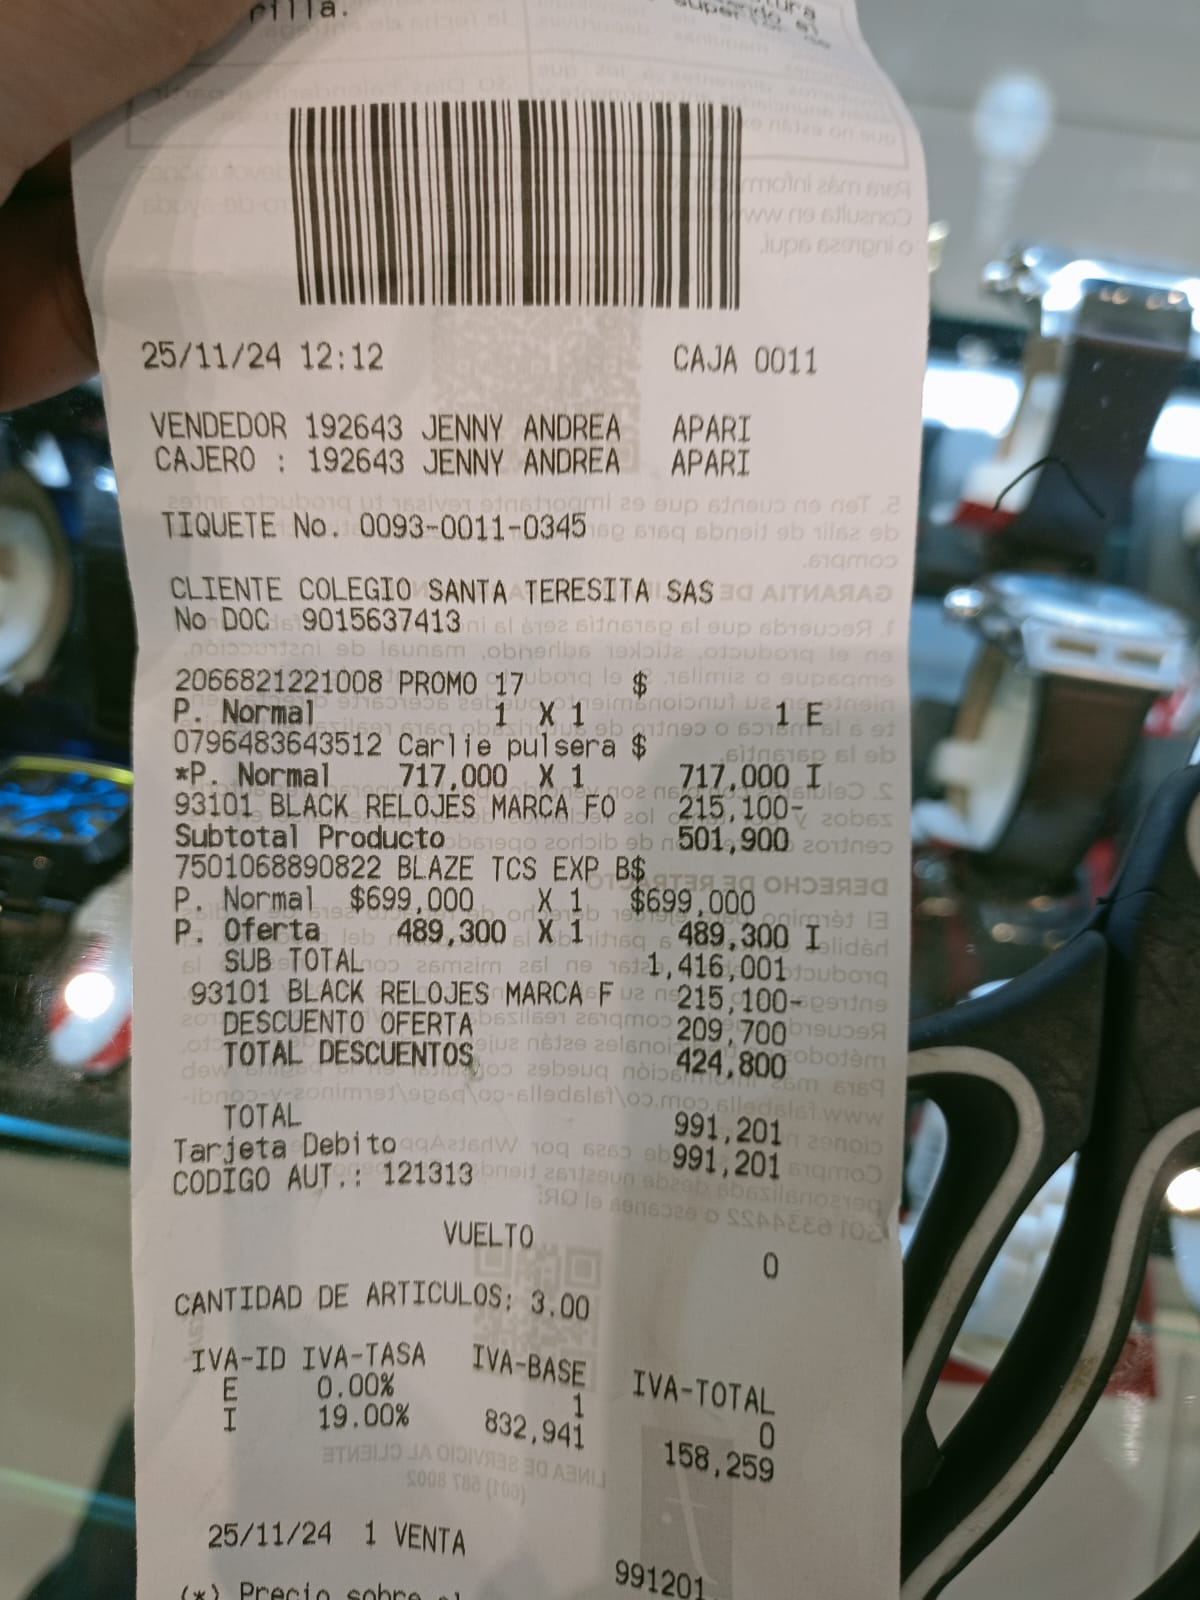 rilla.
25/11/24 12:12 CAJA 0011
VENDEDOR 192643 JENNY ANDREA APARI
CAJERO : 192643 JENNY ANDREA APARI
TIQUETE No. 0093-0011-0345
CLIENTE COLEGIO SANTA TERESITA SAS
No DOC 9015637413
2066821221008 PROMO 17 $
P. Normal 1 X 1 1 E
0796483643512 Carlie pulsera $
*P. Normal 717,000 X 1 717,000 I
93101 BLACK RELOJES MARCA FO 215,100-
Subtotal Producto 501,900
7501068890822 BLAZE TCS EXP B$
P. Normal $699,000 X 1 $699,000
P. Oferta 489,300 X 1 489,300 I
SUB TOTAL 1,416,001
93101 BLACK RELOJES MARCA F 215,100-
DESCUENTO OFERTA 209,700
TOTAL DESCUENTOS 424,800
TOTAL 991,201
Tarjeta Debito 991,201
CODIGO AUT.: 121313
VUELTO 0
CANTIDAD DE ARTICULOS: 3.00
IVA-ID IVA-TASA IVA-BASE IVA-TOTAL
E 0.00% 1 0
I 19.00% 832,941 158,259
25/11/24 1 VENTA 991201
(*) Precio sobre el